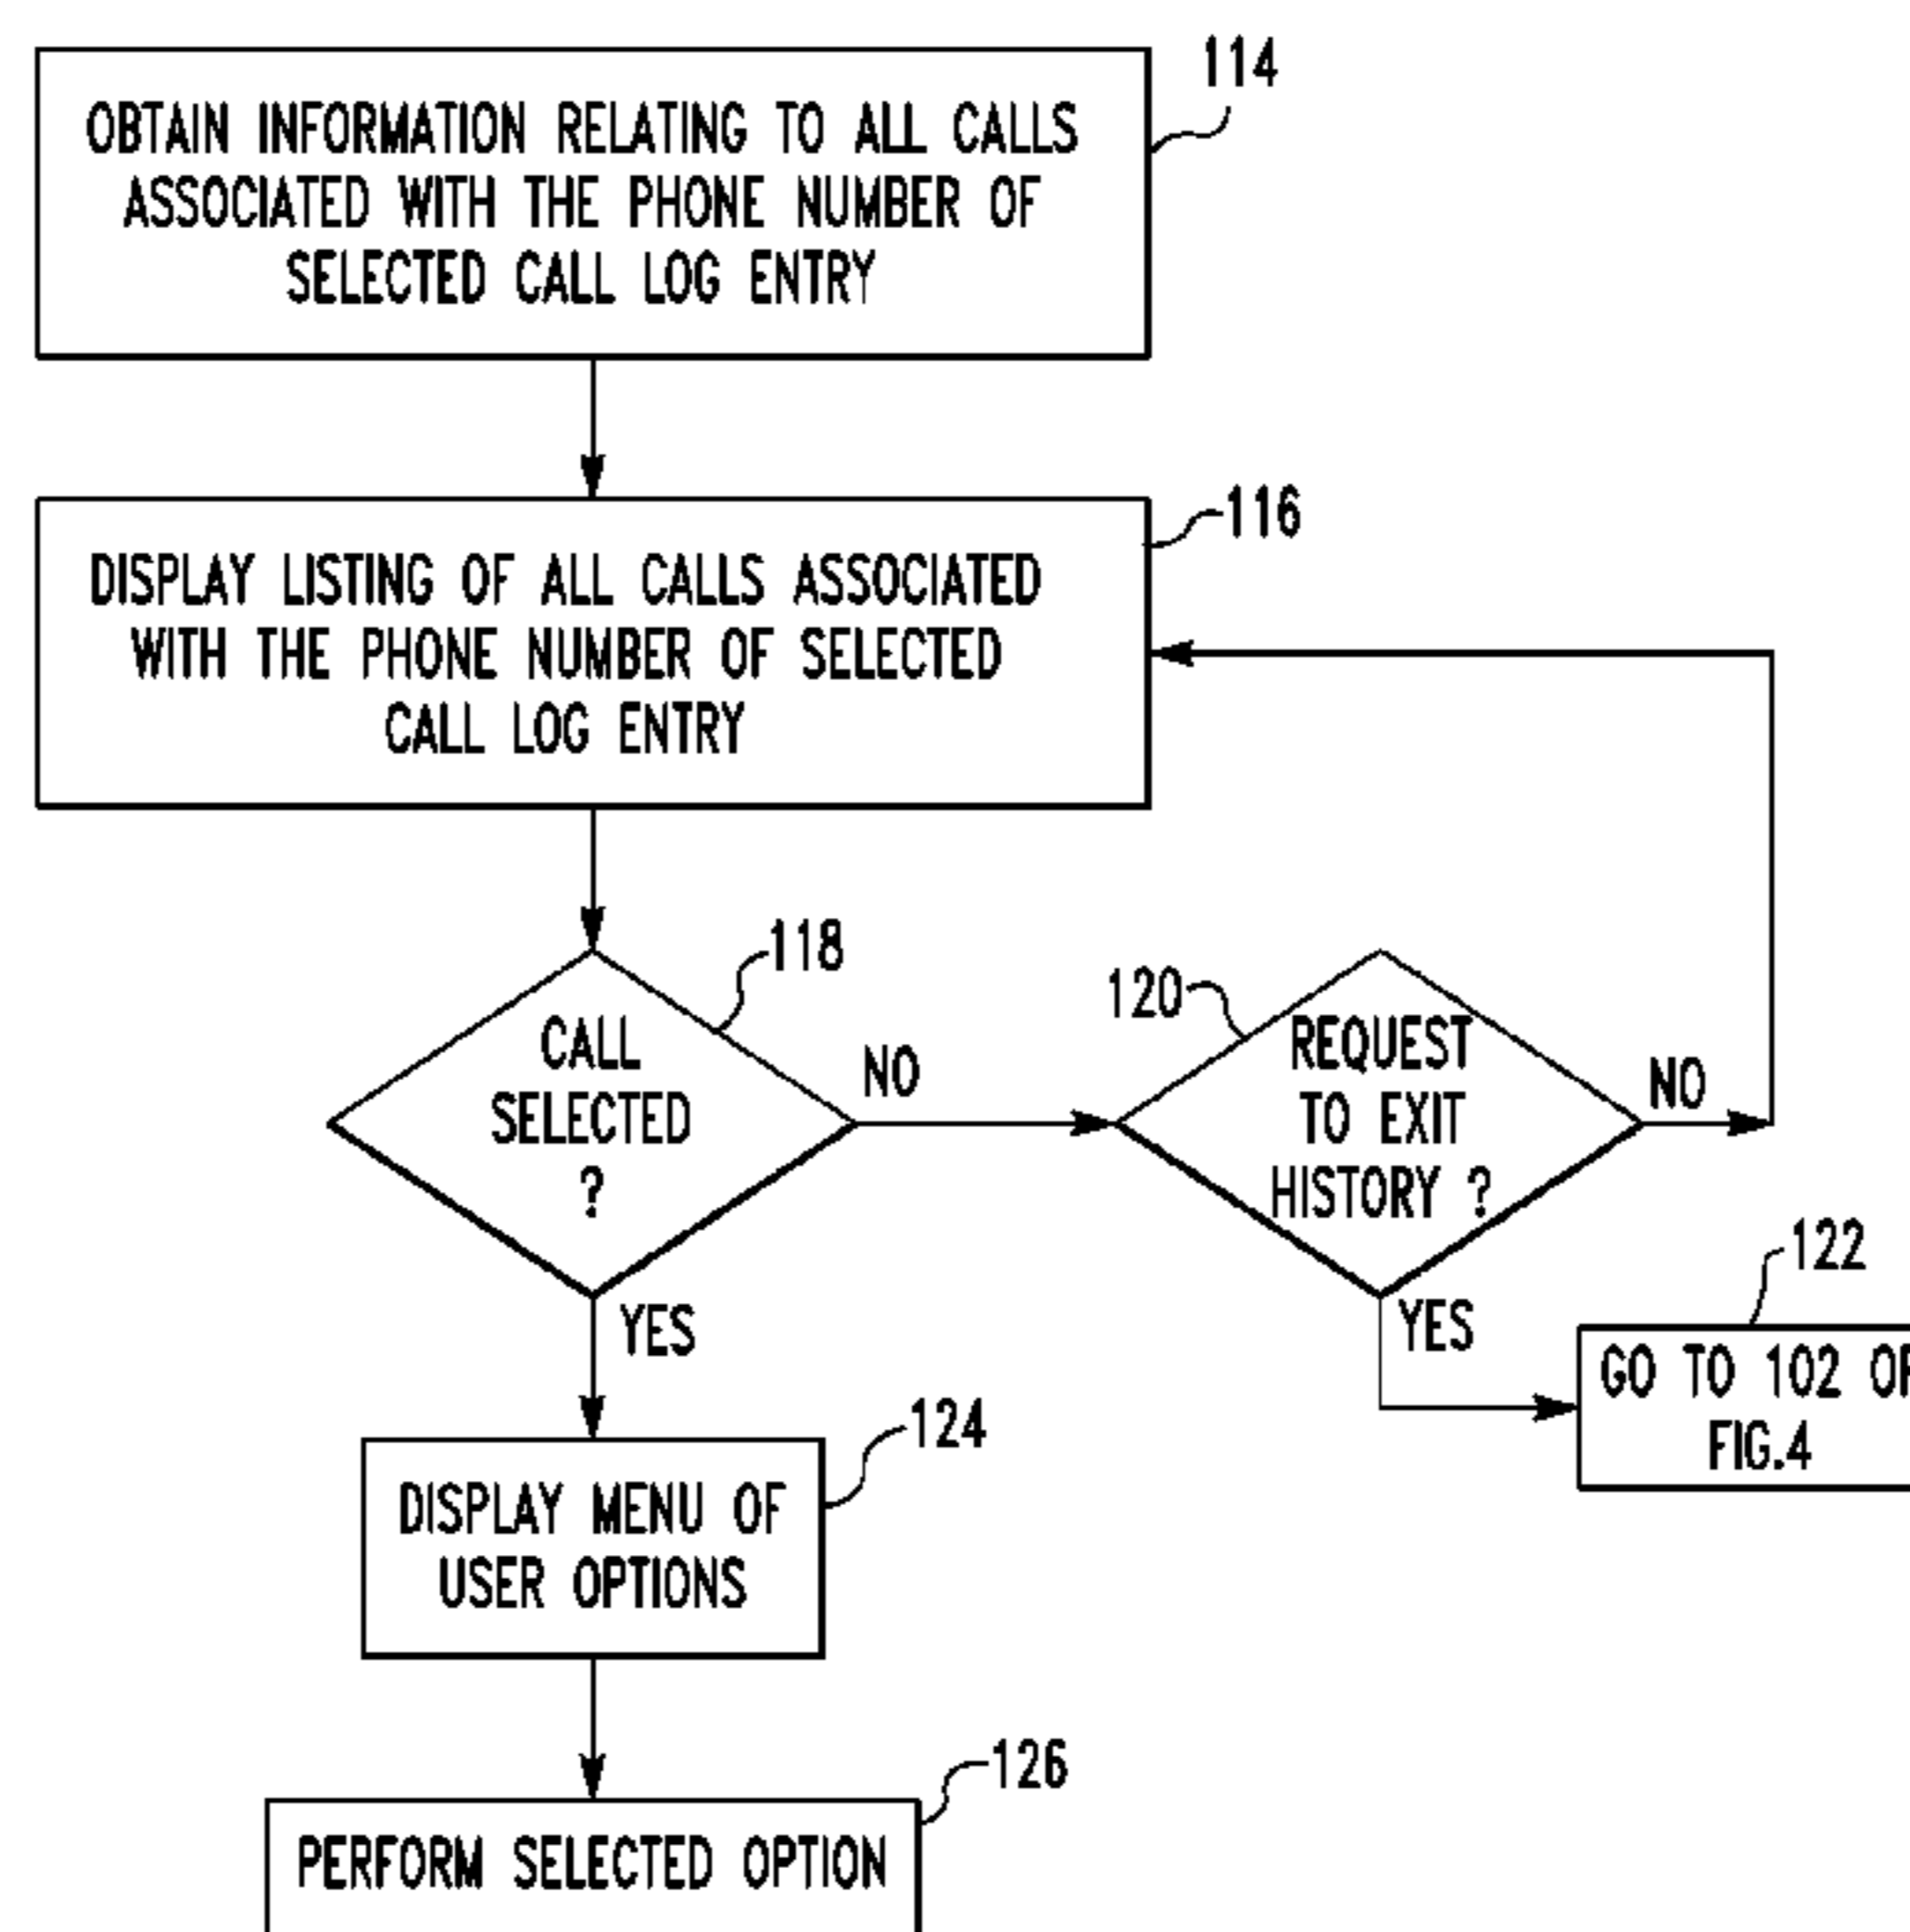 114
OBTAIN INFORMATION RELATING TO ALL CALLS
ASSOCIATED WITH THE PHONE NUMBER OF
SELECTED CALL LOG ENTRY
116
DISPLAY LISTING OF ALL CALLS ASSOCIATED
WITH THE PHONE NUMBER OF SELECTED
CALL LOG ENTRY
118
CALL
SELECTED
?
NO
120
REQUEST
TO EXIT
HISTORY ?
NO
YES
YES
122
GO TO 102
FIG.4
124
DISPLAY MENU OF
USER OPTIONS
126
PERFORM SELECTED OPTION